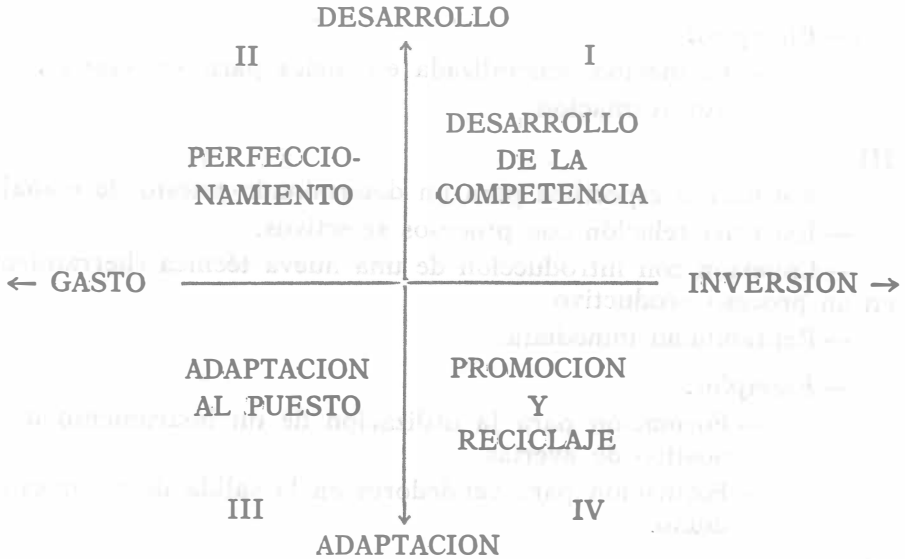 DESARROLLO
II
I
PERFECCIO-
NAMIENTO
DESARROLLO
DE LA
COMPETENCIA
← GASTO
INVERSION →
ADAPTACION
AL PUESTO
PROMOCION
Y
RECICLAJE
III
IV
ADAPTACION